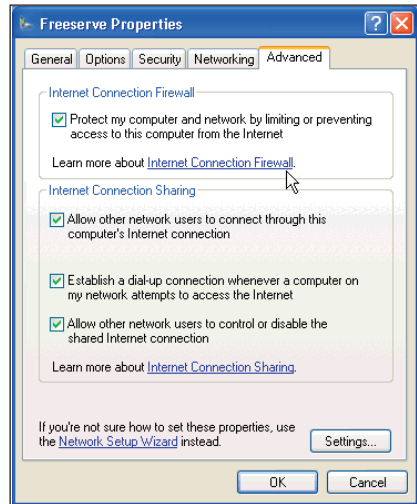 Freeserve Properties
General Options Security Networking Advanced
Internet Connection Firewall
Protect my computer and network by limiting or preventing
access to this computer from the Internet
Learn more about Internet Connection Firewall.
Internet Connection Sharing
Allow other network users to connect through this
computer's Internet connection
Establish a dial-up connection whenever a computer on
my network attempts to access the Internet
Allow other network users to control or disable the
shared Internet connection
Learn more about Internet Connection Sharing.
If you're not sure how to set these properties, use
the Network Setup Wizard instead.
Settings...
OK Cancel